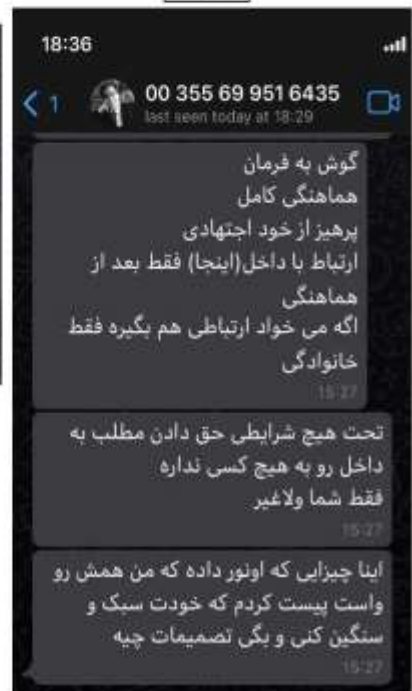 18:36
1
00 355 69 951 6435
last seen today at 18:29
گوش به فرمان
هماهنگی کامل
پرهیز از خود اجتهادی
ارتباط با داخل(اینجا) فقط بعد از
هماهنگی
اگه می خواد ارتباطی هم بگیره فقط
خانوادگی
15:27
تحت هیچ شرایطی حق دادن مطلب به
داخل رو به هیچ کسی نداره
فقط شما ولاغیر
15:27
اینا چیزایی که اونور داده که من همش رو
واست پیست کردم که خودت سبک و
سنگین کنی و بگی تصمیمات چیه
15:27